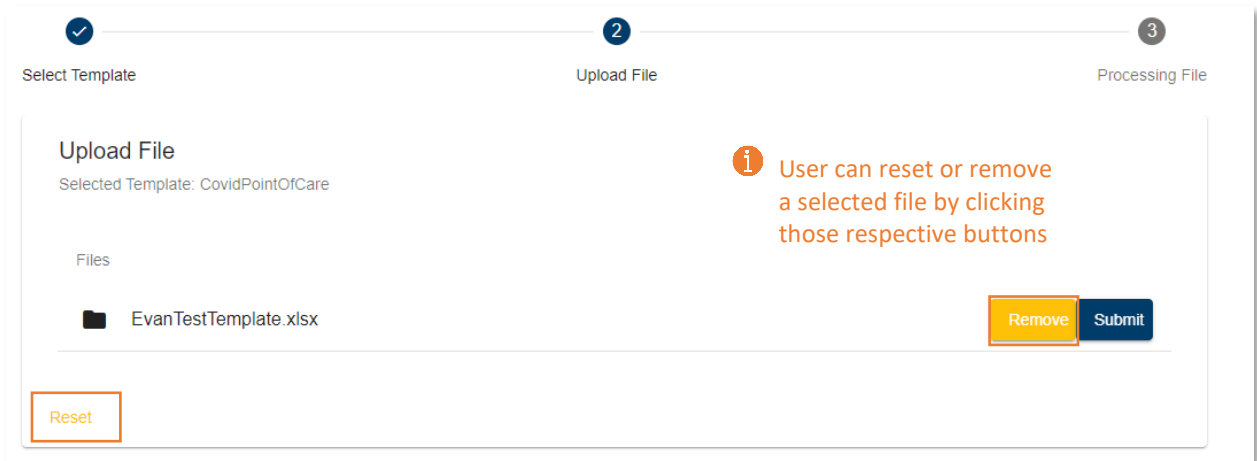 2
3
Select Template
Upload File
Processing File
Upload File
Selected Template: CovidPointOfCare
User can reset or remove
a selected file by clicking
those respective buttons
Files
EvanTestTemplate.xlsx
Remove
Submit
Reset